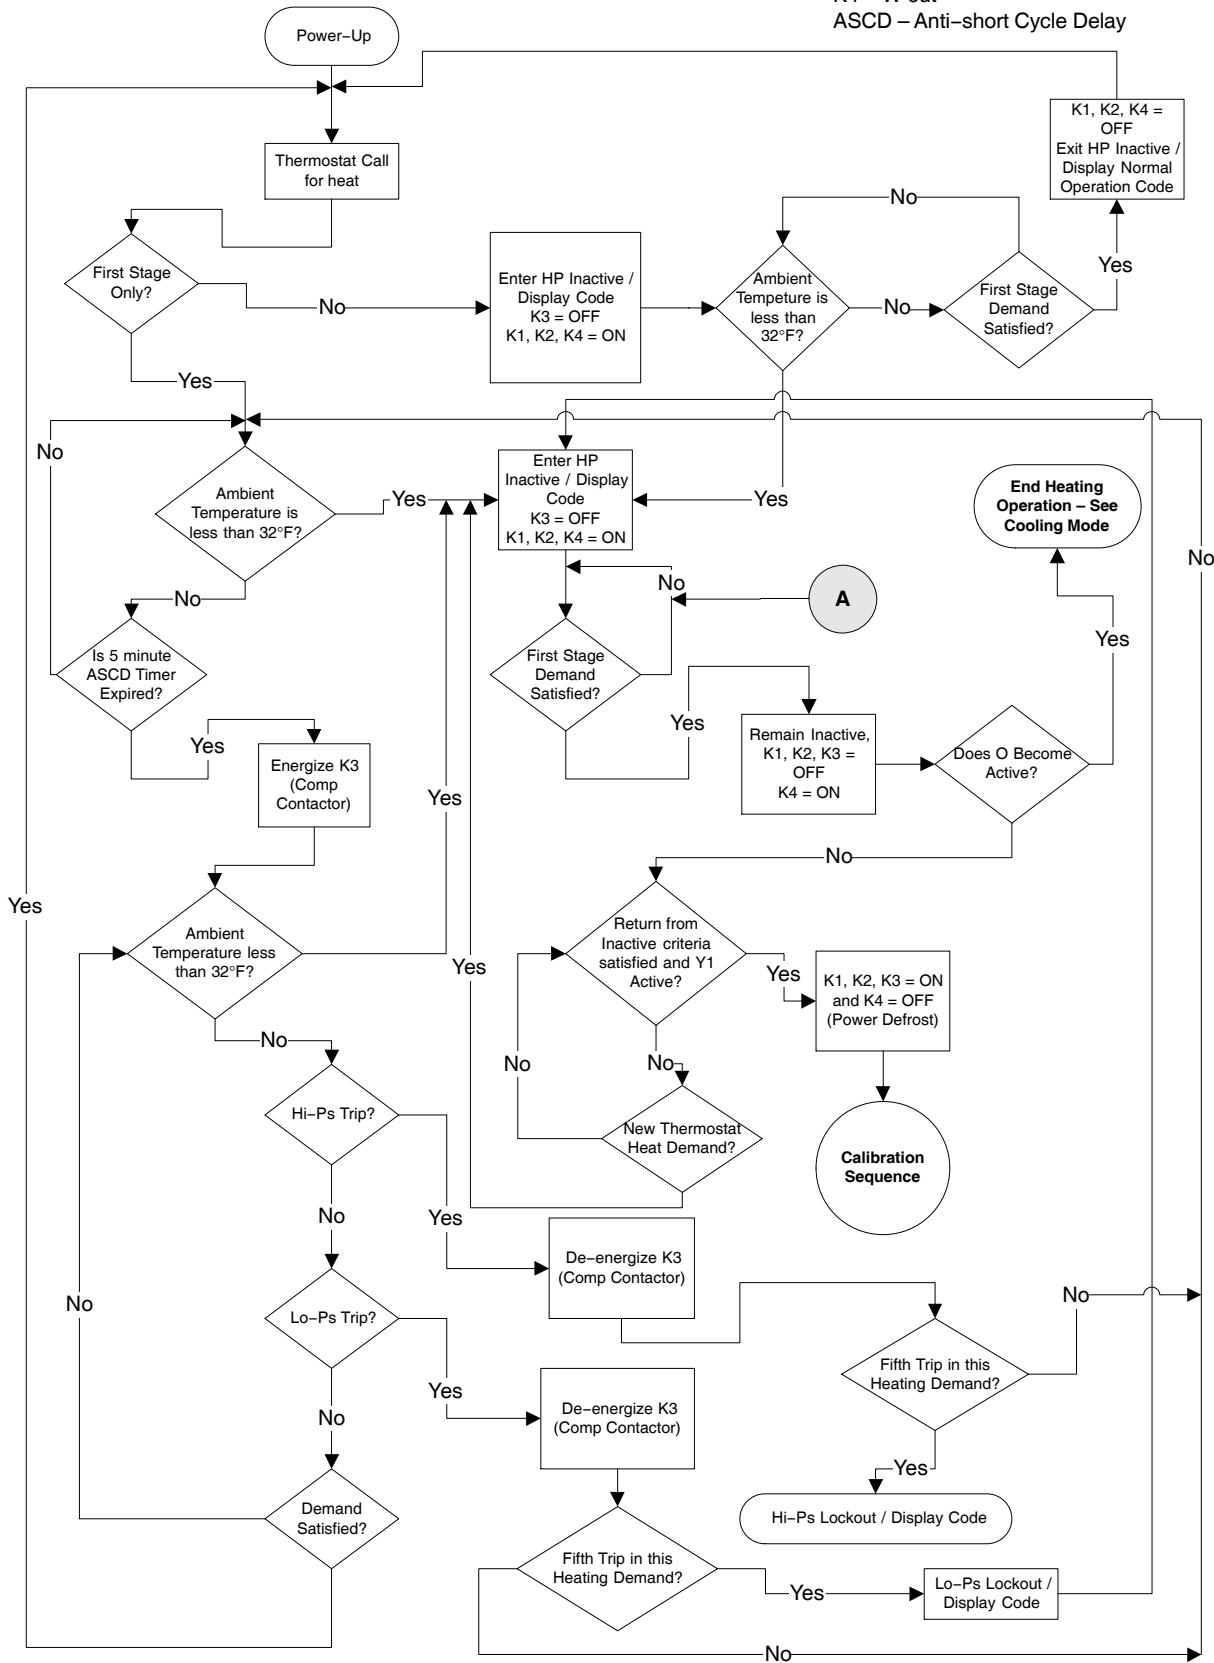 ASCD – Anti–short Cycle Delay
Power–Up
K1, K2, K4 =
OFF
Exit HP Inactive /
Display Normal
Operation Code
Thermostat Call
for heat
No
First Stage
Only?
No
Enter HP Inactive /
Display Code
K3 = OFF
K1, K2, K4 = ON
Ambient
Tempeture is
less than
32°F?
No
First Stage
Demand
Satisfied?
Yes
Yes
No
Ambient
Temperature is
less than 32°F?
Yes
Enter HP
Inactive / Display
Code
K3 = OFF
K1, K2, K4 = ON
Yes
End Heating
Operation – See
Cooling Mode
No
No
Is 5 minute
ASCD Timer
Expired?
No
A
First Stage
Demand
Satisfied?
Yes
Yes
Yes
Energize K3
(Comp
Contactor)
Remain Inactive,
K1, K2, K3 =
OFF
K4 = ON
Does O Become
Active?
Yes
No
Yes
Ambient
Temperature less
than 32°F?
Yes
Return from
Inactive criteria
satisfied and Y1
Active?
Yes
K1, K2, K3 = ON
and K4 = OFF
(Power Defrost)
No
No
No
Hi–Ps Trip?
New Thermostat
Heat Demand?
Calibration
Sequence
No
Yes
De–energize K3
(Comp Contactor)
No
No
Lo–Ps Trip?
Yes
De–energize K3
(Comp Contactor)
Fifth Trip in this
Heating Demand?
No
Yes
Demand
Satisfied?
Hi–Ps Lockout / Display Code
Fifth Trip in this
Heating Demand?
Yes
Lo–Ps Lockout /
Display Code
No